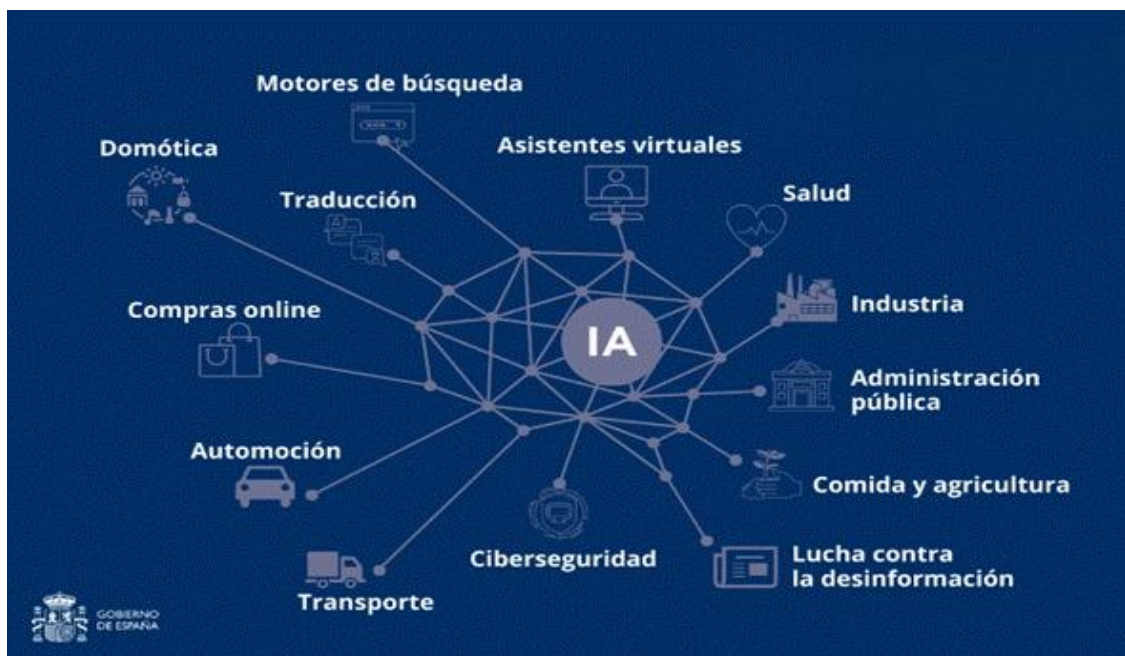 Motores de búsqueda
Domótica
Asistentes virtuales
Traducción
Salud
Compras online
IA
Industria
Administración
pública
Automoción
Comida y agricultura
Ciberseguridad
Lucha contra
la desinformación
Transporte
GOBIERNO
DE ESPAÑA